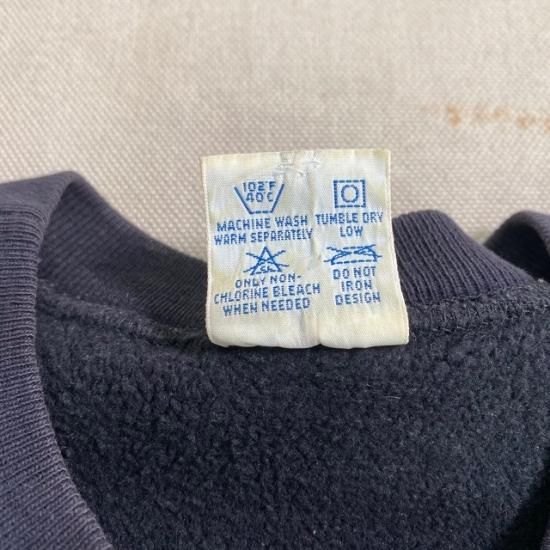 102°F
40°C
MACHINE WASH
WARM SEPARATELY
TUMBLE DRY
LOW
ONLY NON-
CHLORINE BLEACH
WHEN NEEDED
DO NOT
IRON
DESIGN